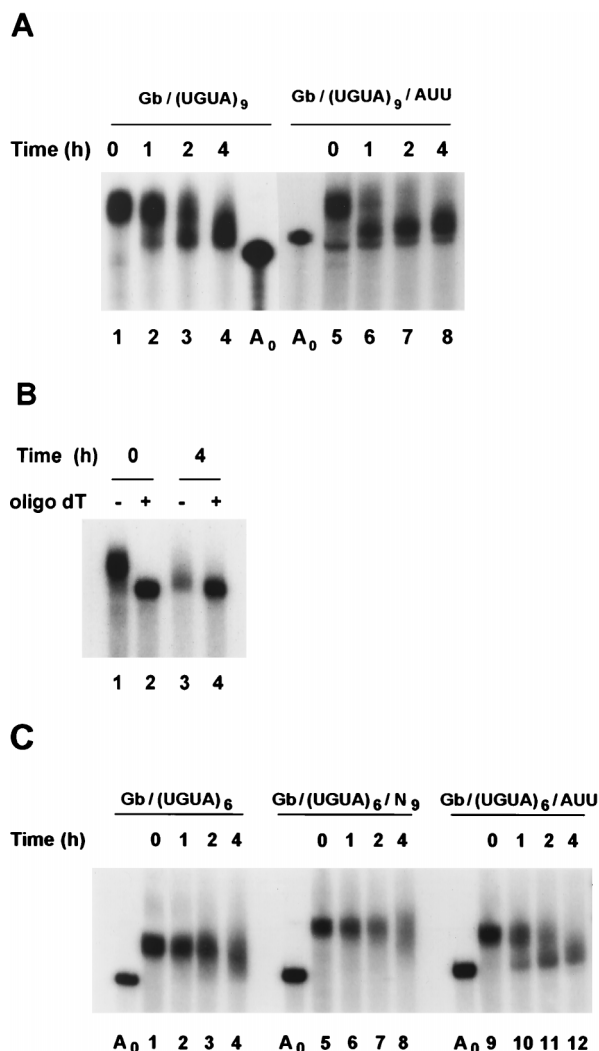 A
Gb / (UGUA)9 Gb / (UGUA)9 / AUU
Time (h) 0 1 2 4 0 1 2 4
1 2 3 4 A0 A0 5 6 7 8
B
Time (h) 0 4
oligo dT - + - +
1 2 3 4
C
Gb / (UGUA)6 Gb / (UGUA)6 / N9 Gb / (UGUA)6 / AUU
Time (h) 0 1 2 4 0 1 2 4 0 1 2 4
A0 1 2 3 4 A0 5 6 7 8 A0 9 10 11 12